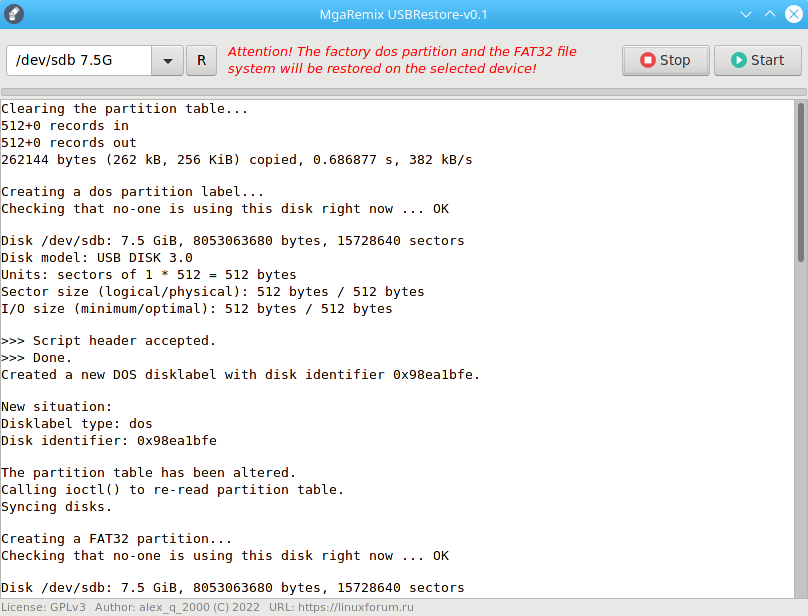 MgaRemix USBRestore-v0.1
/dev/sdb 7.5G
R
Attention! The factory dos partition and the FAT32 file
system will be restored on the selected device!
Stop
Start
Clearing the partition table...
512+0 records in
512+0 records out
262144 bytes (262 kB, 256 KiB) copied, 0.686877 s, 382 kB/s
Creating a dos partition label...
Checking that no-one is using this disk right now ... OK
Disk /dev/sdb: 7.5 GiB, 8053063680 bytes, 15728640 sectors
Disk model: USB DISK 3.0
Units: sectors of 1 * 512 = 512 bytes
Sector size (logical/physical): 512 bytes / 512 bytes
I/O size (minimum/optimal): 512 bytes / 512 bytes
>>> Script header accepted.
>>> Done.
Created a new DOS disklabel with disk identifier 0x98ea1bfe.
New situation:
Disklabel type: dos
Disk identifier: 0x98ea1bfe
The partition table has been altered.
Calling ioctl() to re-read partition table.
Syncing disks.
Creating a FAT32 partition...
Checking that no-one is using this disk right now ... OK
Disk /dev/sdb: 7.5 GiB, 8053063680 bytes, 15728640 sectors
License: GPLv3 Author: alex_q_2000 (C) 2022 URL: https://linuxforum.ru